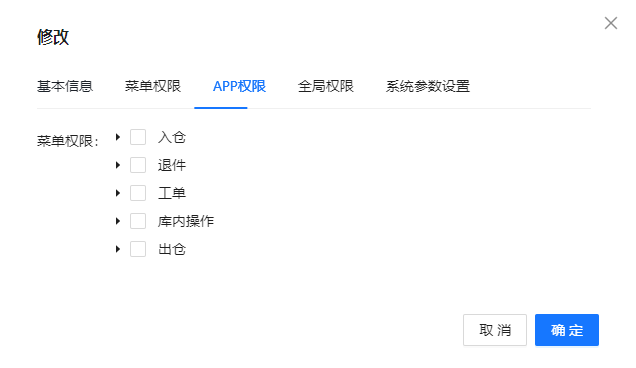 修改
基本信息 菜单权限 APP权限 全局权限 系统参数设置
菜单权限: 入仓
退件
工单
库内操作
出仓
取 消 确 定